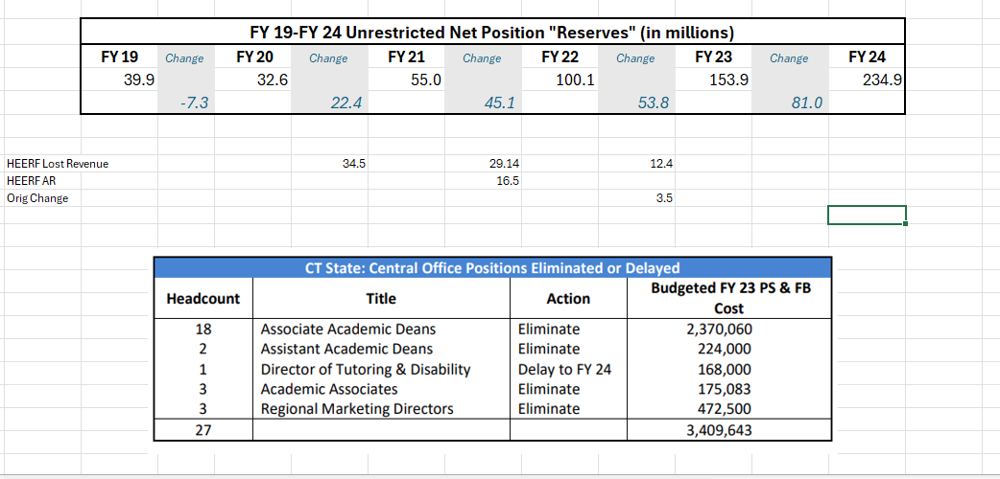 FY 19-FY 24 Unrestricted Net Position "Reserves" (in millions)
FY 19 Change FY 20 Change FY 21 Change FY 22 Change FY 23 Change FY 24
39.9 32.6 55.0 100.1 153.9 234.9
-7.3 22.4 45.1 53.8 81.0
HEERF Lost Revenue 34.5 29.14 12.4
HEERF AR 16.5
Orig Change 3.5
CT State: Central Office Positions Eliminated or Delayed
Headcount Title Action Budgeted FY 23 PS & FB Cost
18 Associate Academic Deans Eliminate 2,370,060
2 Assistant Academic Deans Eliminate 224,000
1 Director of Tutoring & Disability Delay to FY 24 168,000
3 Academic Associates Eliminate 175,083
3 Regional Marketing Directors Eliminate 472,500
27 3,409,643